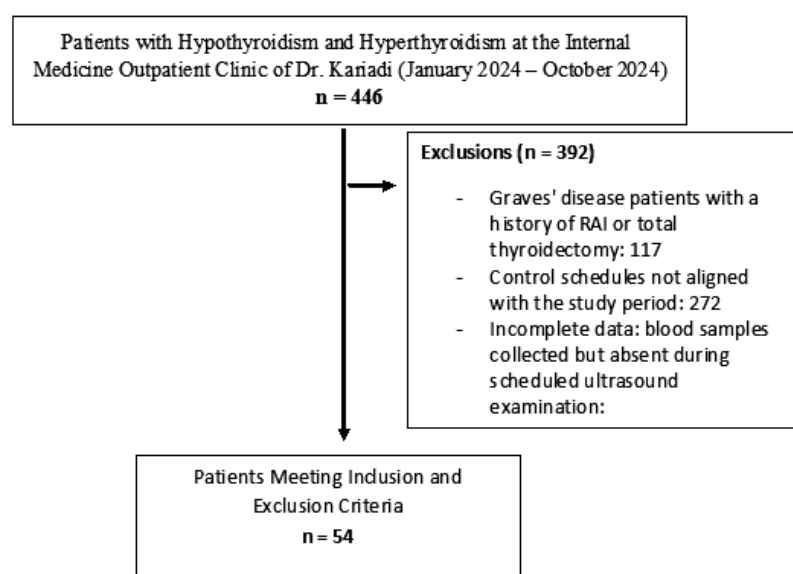 Patients with Hypothyroidism and Hyperthyroidism at the Internal
Medicine Outpatient Clinic of Dr. Kariadi (January 2024 – October 2024)
n = 446
Exclusions (n = 392)
- Graves' disease patients with a
history of RAI or total
thyroidectomy: 117
- Control schedules not aligned
with the study period: 272
- Incomplete data: blood samples
collected but absent during
scheduled ultrasound
examination:
Patients Meeting Inclusion and
Exclusion Criteria
n = 54